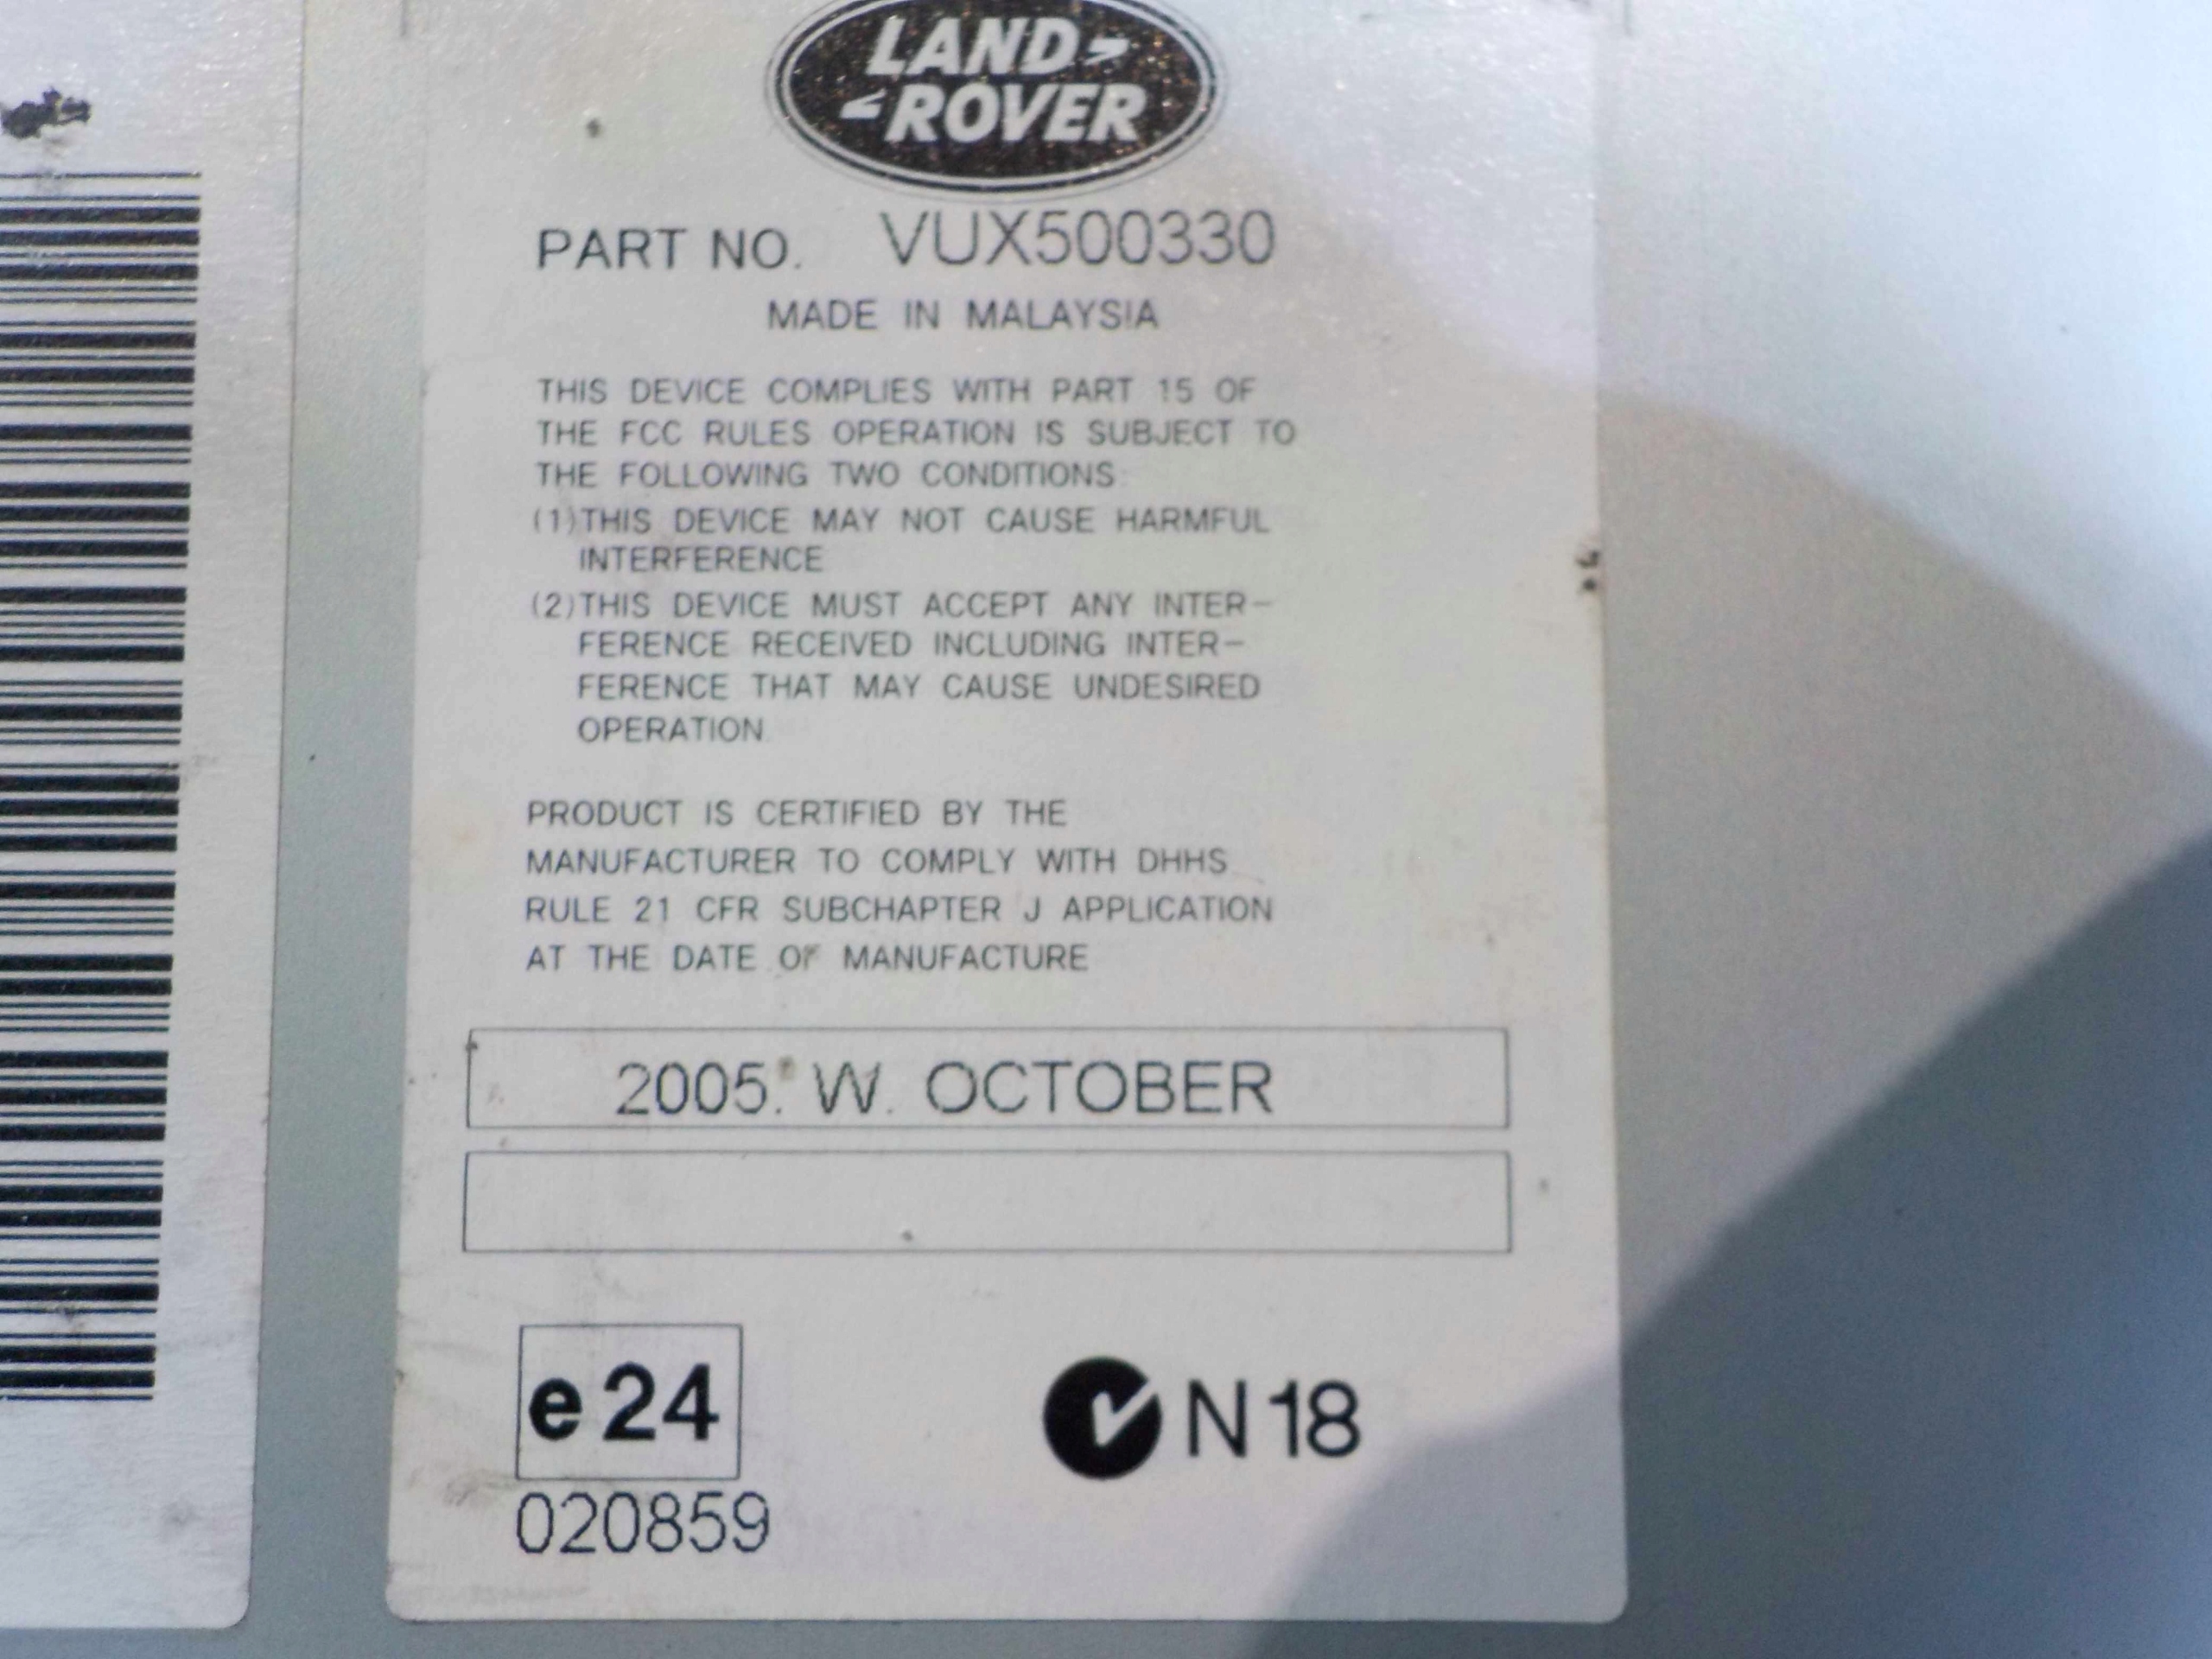 LAND
ROVER
PART NO. VUX500330
MADE IN MALAYSIA
THIS DEVICE COMPLIES WITH PART 15 OF
THE FCC RULES OPERATION IS SUBJECT TO
THE FOLLOWING TWO CONDITIONS:
(1)THIS DEVICE MAY NOT CAUSE HARMFUL
INTERFERENCE
(2)THIS DEVICE MUST ACCEPT ANY INTER-
FERENCE RECEIVED INCLUDING INTER-
FERENCE THAT MAY CAUSE UNDESIRED
OPERATION.
PRODUCT IS CERTIFIED BY THE
MANUFACTURER TO COMPLY WITH DHHS
RULE 21 CFR SUBCHAPTER J APPLICATION
AT THE DATE OF MANUFACTURE
2005. W. OCTOBER
e24
N18
020859